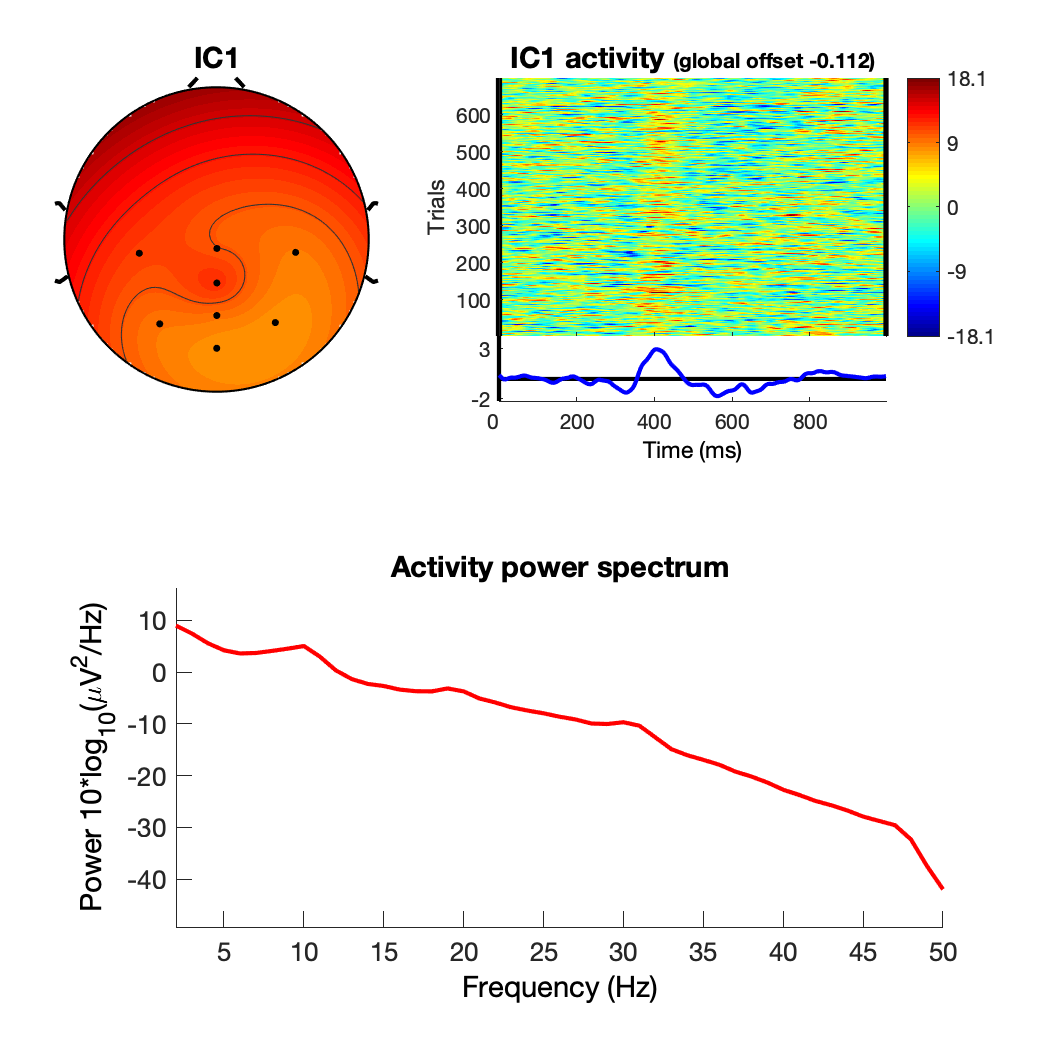 IC1
IC1 activity (global offset -0.112)
Trials
600
500
400
300
200
100
18.1
9
0
-9
-18.1
3
-2
0 200 400 600 800
Time (ms)
Activity power spectrum
Power 10*log10(μV2/Hz)
10
0
-10
-20
-30
-40
5 10 15 20 25 30 35 40 45 50
Frequency (Hz)